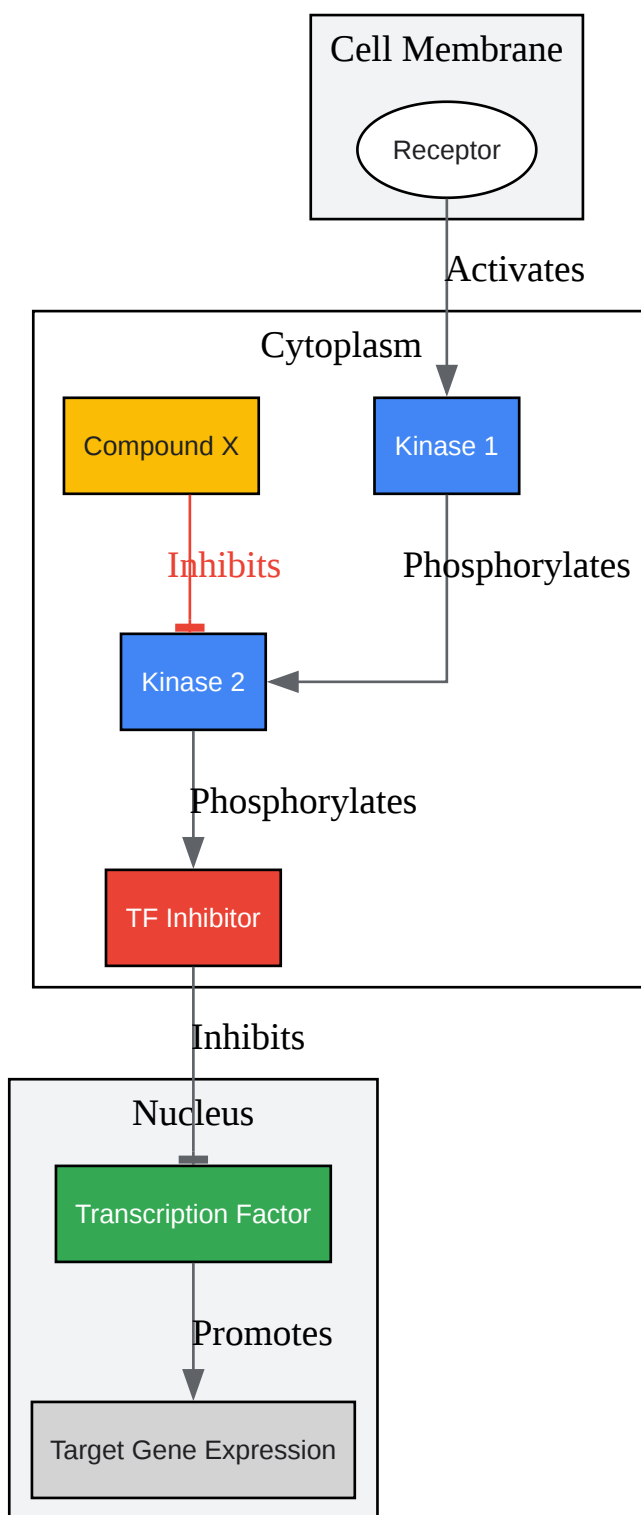 Cell Membrane
Receptor
Activates
Cytoplasm
Compound X
Kinase 1
Inhibits
Phosphorylates
Kinase 2
Phosphorylates
TF Inhibitor
Inhibits
Nucleus
Transcription Factor
Promotes
Target Gene Expression